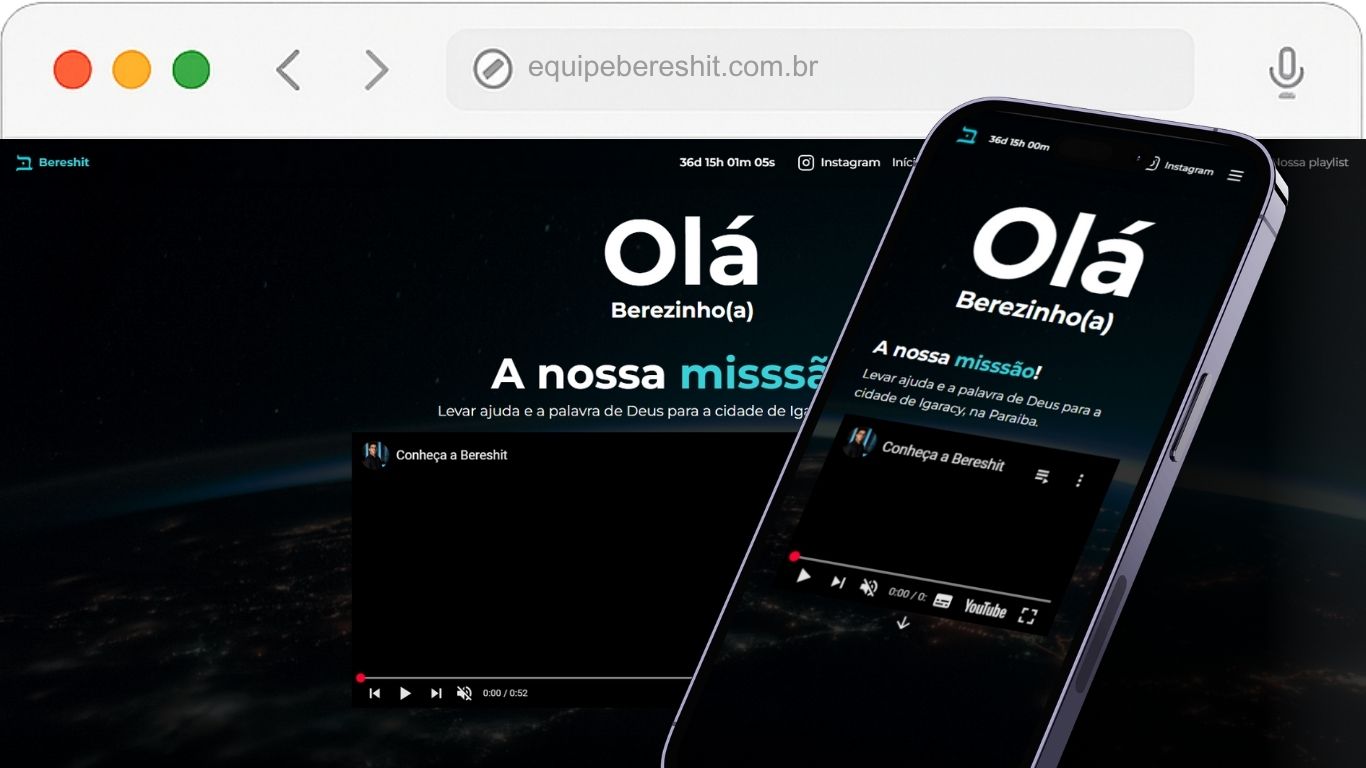 equipebereshit.com.br
Bereshit
36d 15h 01m 05s
Instagram
Iníci
Nossa playlist
Olá
Berezinho(a)
A nossa misssã
Levar ajuda e a palavra de Deus para a cidade de Iga
Conheça a Bereshit
0:00 / 0:52
36d 15h 00m
Instagram
Olá
Berezinho(a)
A nossa misssão!
Levar ajuda e a palavra de Deus para a
cidade de Igaracy, na Paraiba.
Conheça a Bereshit
0:00 / 0:
YouTube